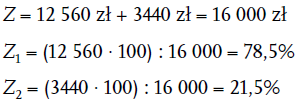 Z = 12 560 zł + 3440 zł = 16 000 zł
Z₁ = (12 560 · 100) : 16 000 = 78,5%
Z₂ = (3440 · 100) : 16 000 = 21,5%